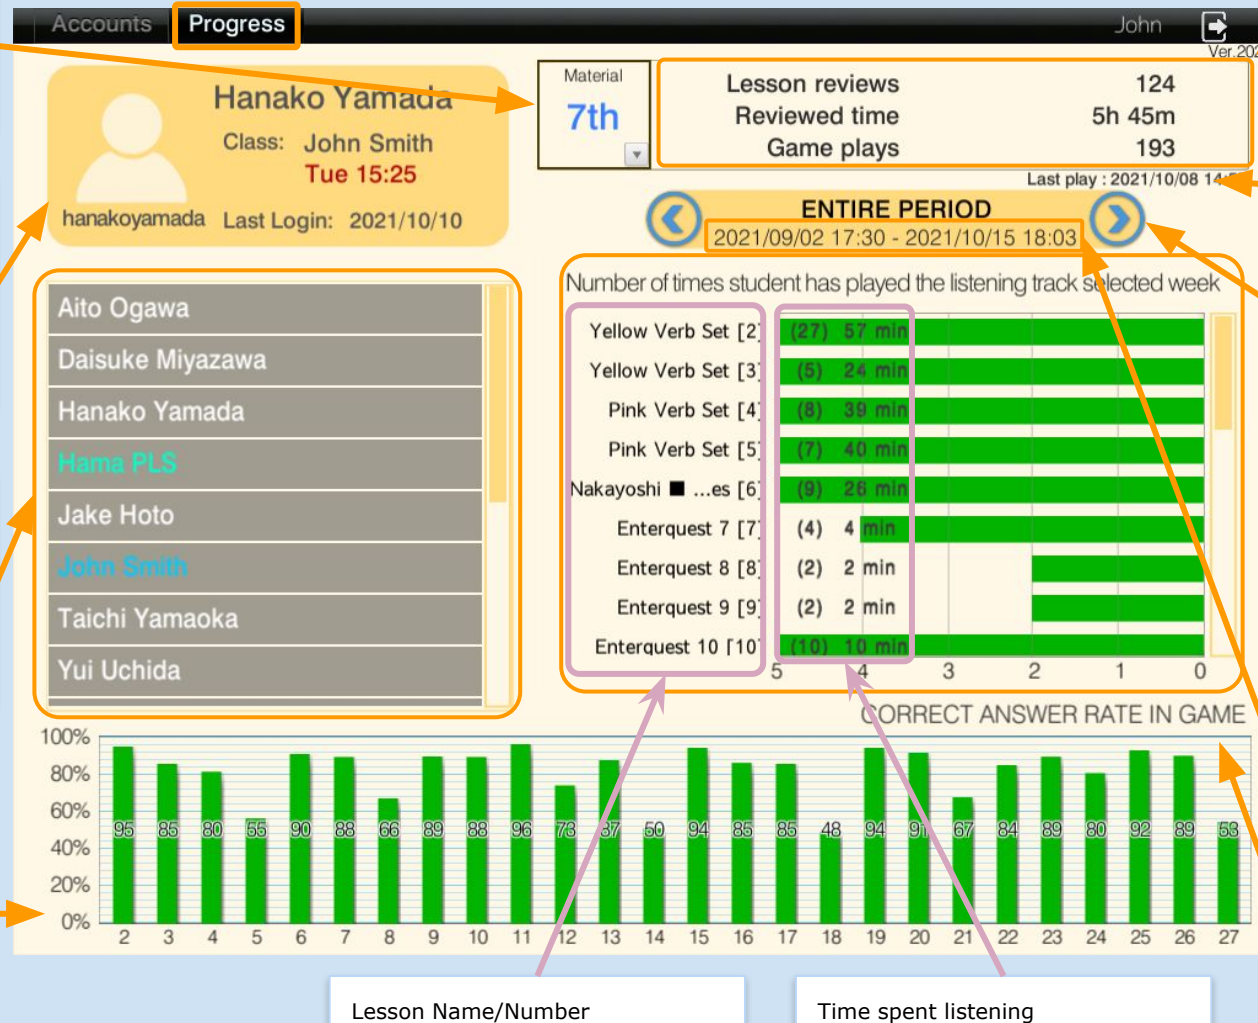 Accounts Progress John
Ver.202
Hanako Yamada
Class: John Smith
Tue 15:25
hanakoyamada Last Login: 2021/10/10
Material
7th
Lesson reviews 124
Reviewed time 5h 45m
Game plays 193
Last play : 2021/10/08
ENTIRE PERIOD
2021/09/02 17:30 - 2021/10/15 18:03
Aito Ogawa
Daisuke Miyazawa
Hanako Yamada
Hama PLS
Jake Hoto
John Smith
Taichi Yamaoka
Yui Uchida
Number of times student has played the listening track selected week
Yellow Verb Set [2] (27) 57 min
Yellow Verb Set [3] (5) 24 min
Pink Verb Set [4] (8) 39 min
Pink Verb Set [5] (7) 40 min
Nakayoshi ■ ...es [6] (9) 26 min
Enterquest 7 [7] (4) 4 min
Enterquest 8 [8] (2) 2 min
Enterquest 9 [9] (2) 2 min
Enterquest 10 [10] (10) 10 min
5 4 3 2 1 0
CORRECT ANSWER RATE IN GAME
100%
80%
60%
95 85 80 55 90 88 66 89 88 96 73 87 50 94 85 85 48 94 91 67 84 89 80 92 89 53
40%
20%
0%
2 3 4 5 6 7 8 9 10 11 12 13 14 15 16 17 18 19 20 21 22 23 24 25 26 27
Lesson Name/Number
Time spent listening